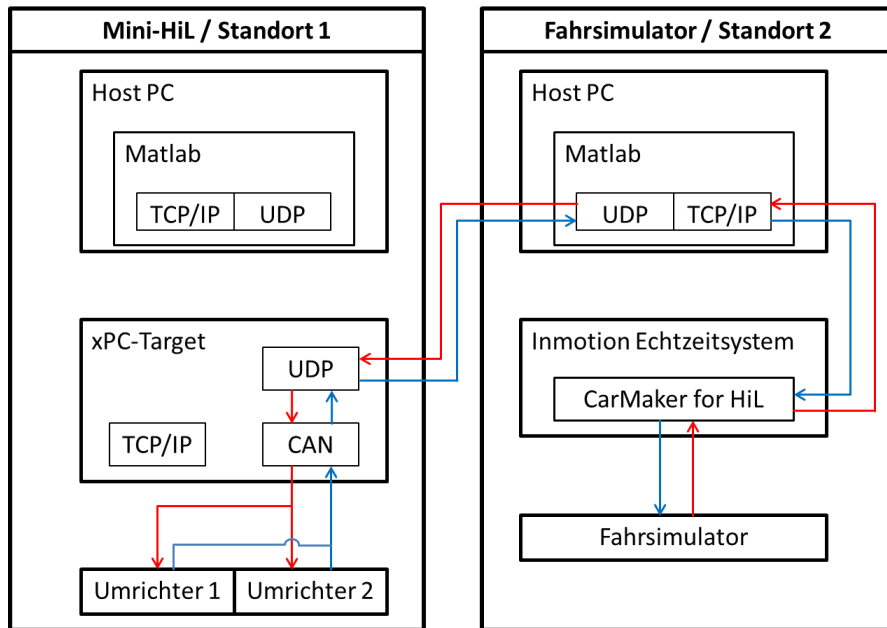 Mini-HiL / Standort 1
Host PC
Matlab
TCP/IP
UDP
xPC-Target
UDP
TCP/IP
CAN
Umrichter 1
Umrichter 2
Fahrsimulator / Standort 2
Host PC
Matlab
UDP
TCP/IP
Inmotion Echtzeitsystem
CarMaker for HiL
Fahrsimulator